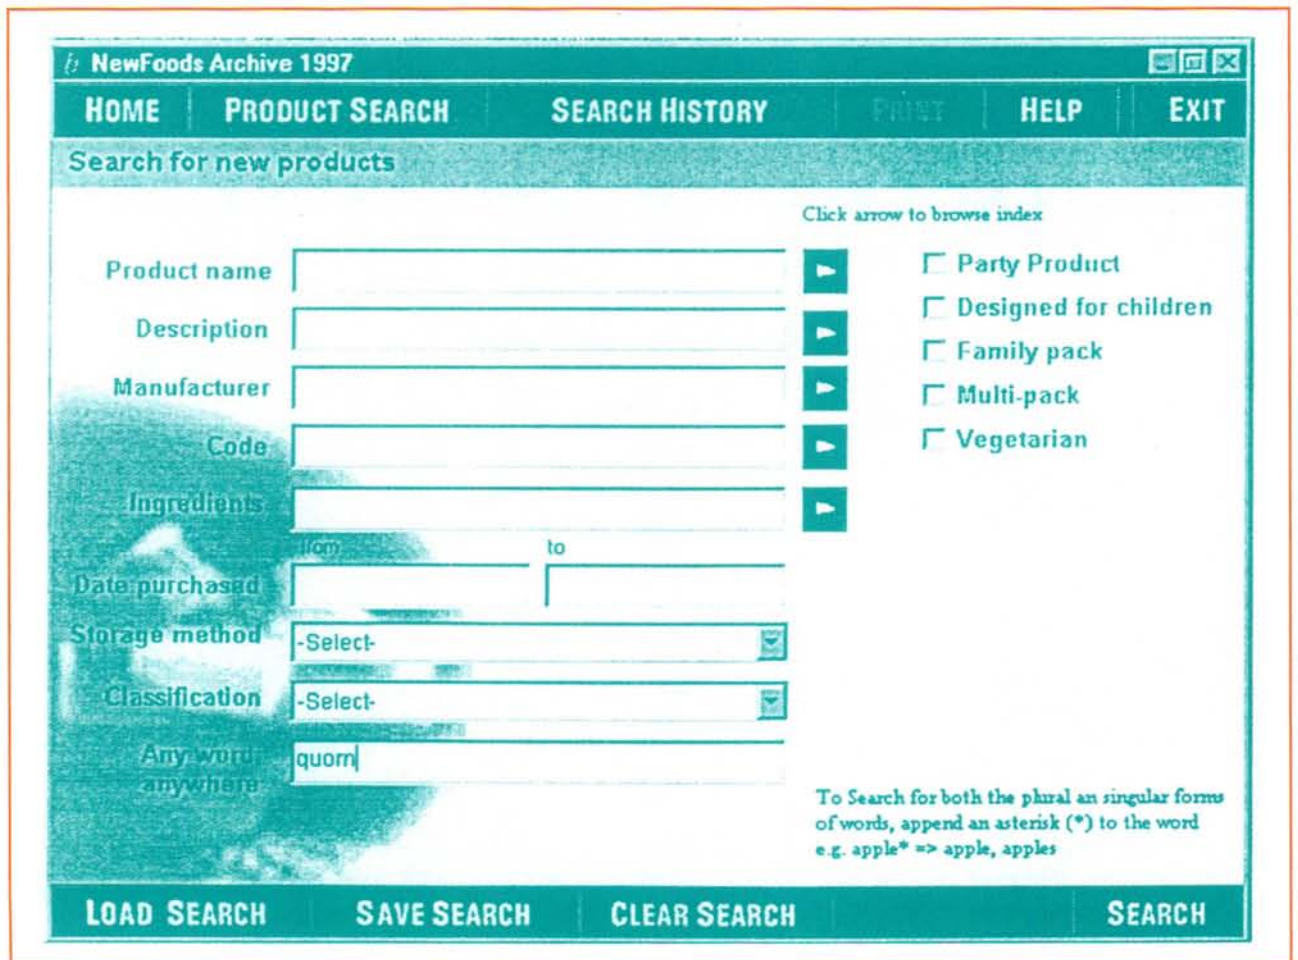 NewFoods Archive 1997
HOME PRODUCT SEARCH SEARCH HISTORY PRINT HELP EXIT
Search for new products
Click arrow to browse index
Product name
Description
Manufacturer
Code
Ingredients
from to
Date purchased
Storage method -Select-
Classification -Select-
Any word, anywhere quorn
Party Product
Designed for children
Family pack
Multi-pack
Vegetarian
To Search for both the plural an singular forms
of words, append an asterisk (*) to the word
e.g. apple* => apple, apples
LOAD SEARCH SAVE SEARCH CLEAR SEARCH SEARCH